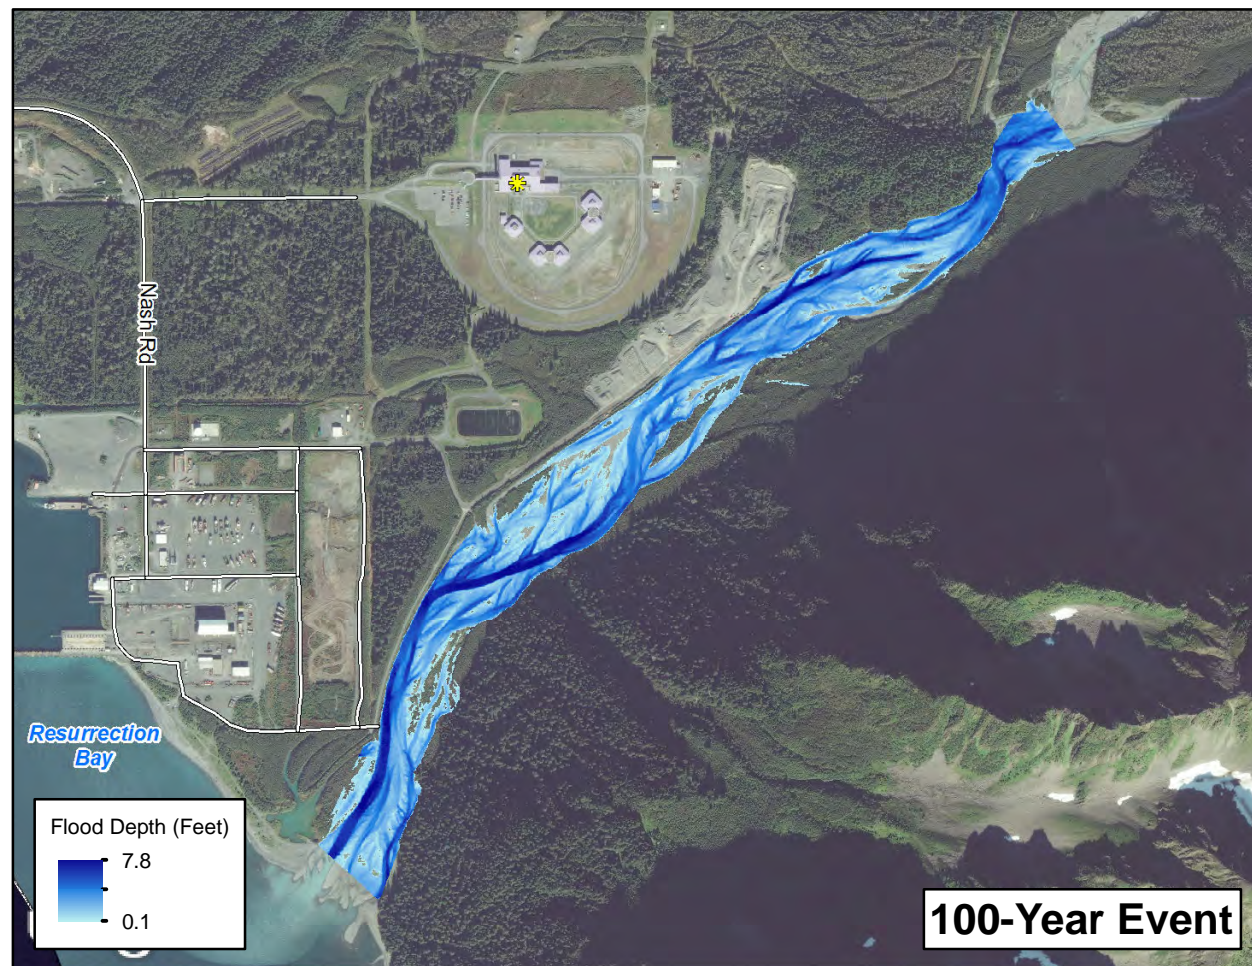 Nash Rd
Resurrection
Bay
Flood Depth (Feet)
7.8
0.1
100-Year Event